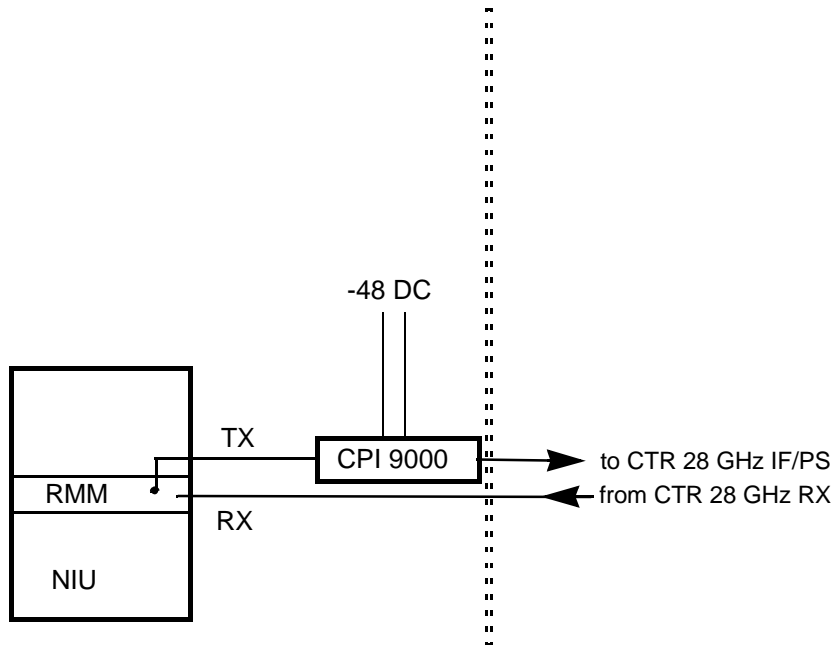 -48 DC
TX
CPI 9000
to CTR 28 GHz IF/PS
RMM
from CTR 28 GHz RX
RX
NIU